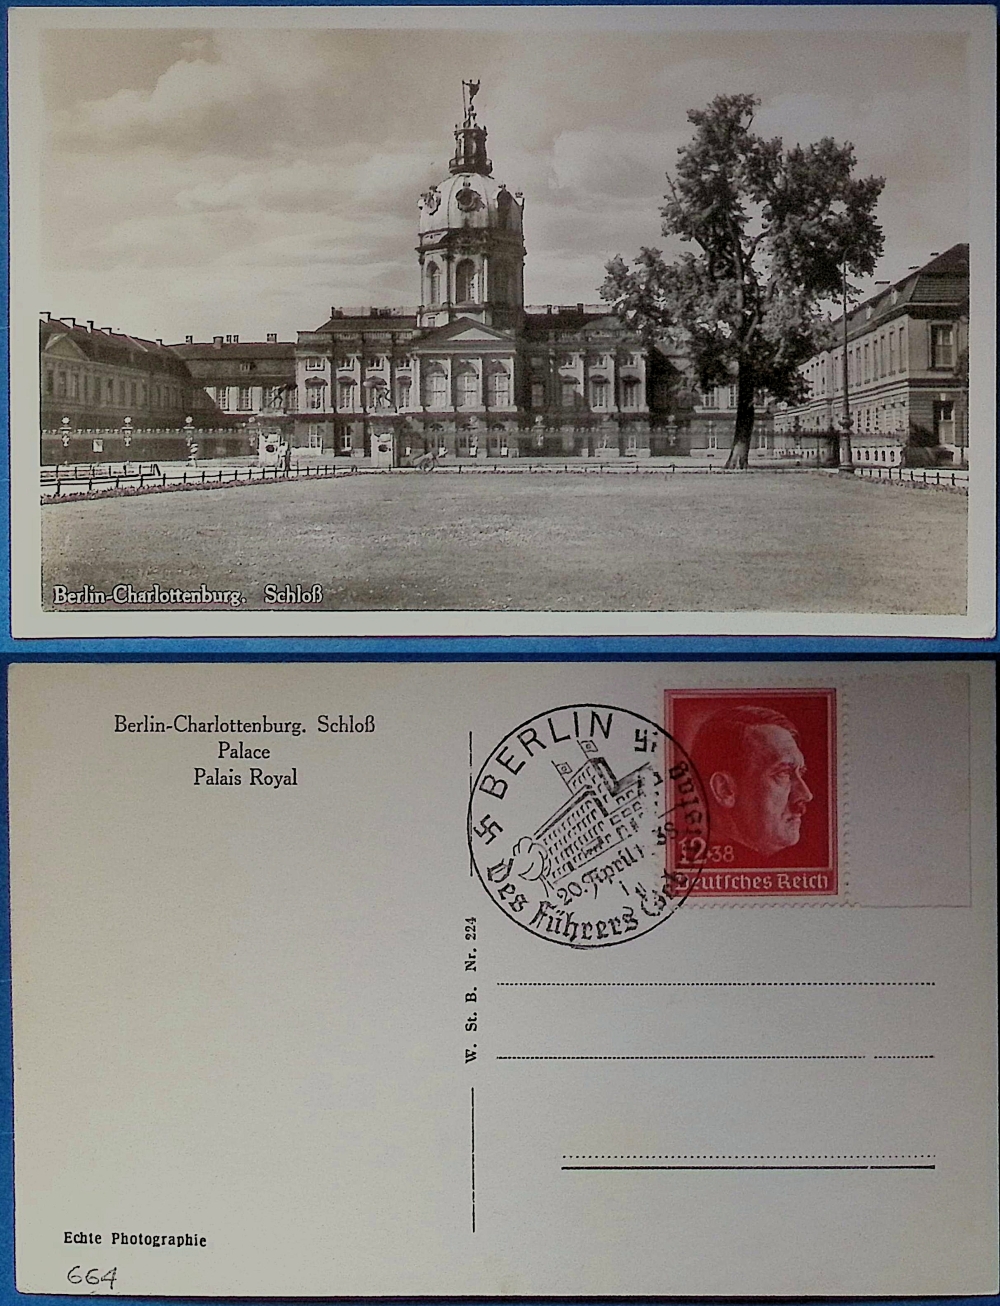 Berlin-Charlottenburg. Schloß
Berlin-Charlottenburg. Schloß
Palace
Palais Royal
BERLIN
20. April 38
Des Führers
12+38
Deutsches Reich
W. St. B. Nr. 224
Echte Photographie
664